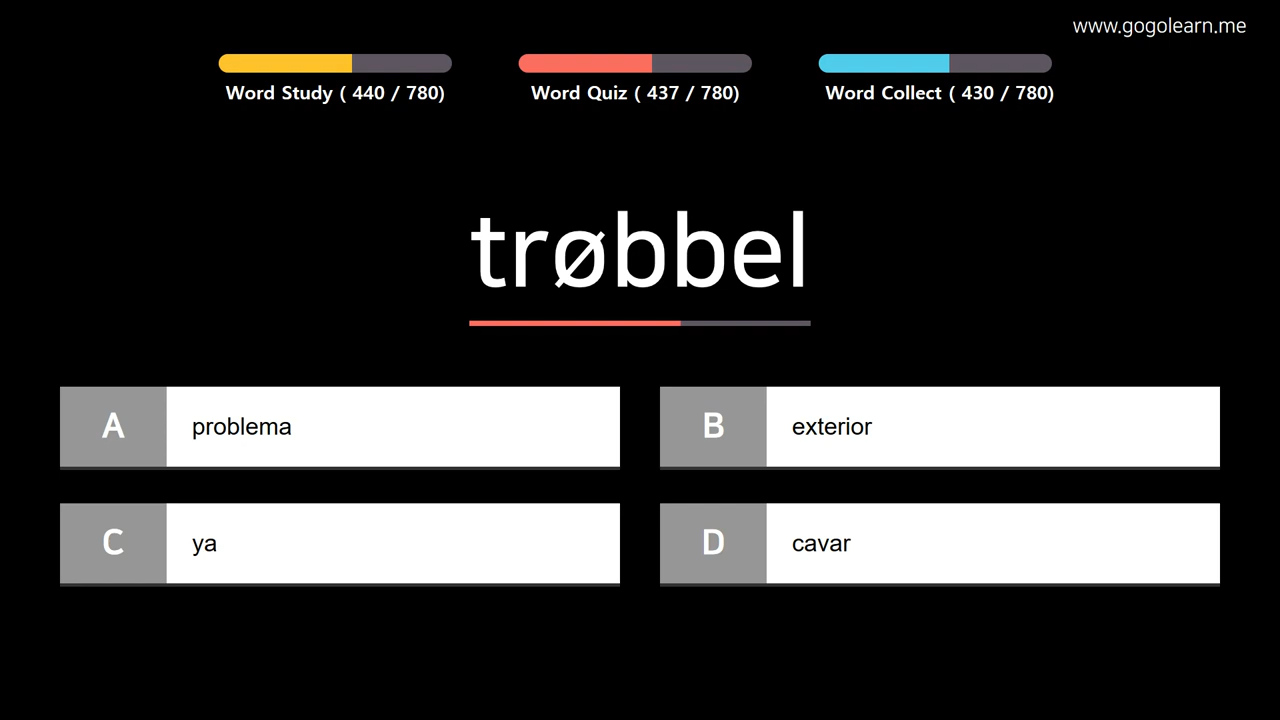 www.gogolearn.me
Word Study ( 440 / 780)
Word Quiz ( 437 / 780)
Word Collect ( 430 / 780)
trøbbel
A
problema
B
exterior
C
ya
D
cavar